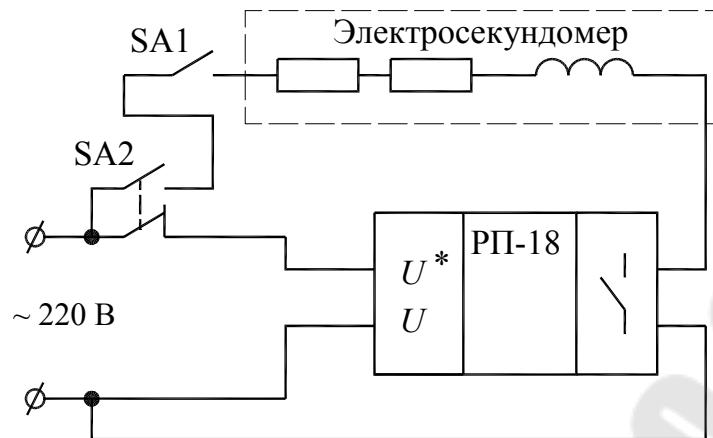 Электросекундомер
SA1
SA2
U* РП-18
U
~ 220 В